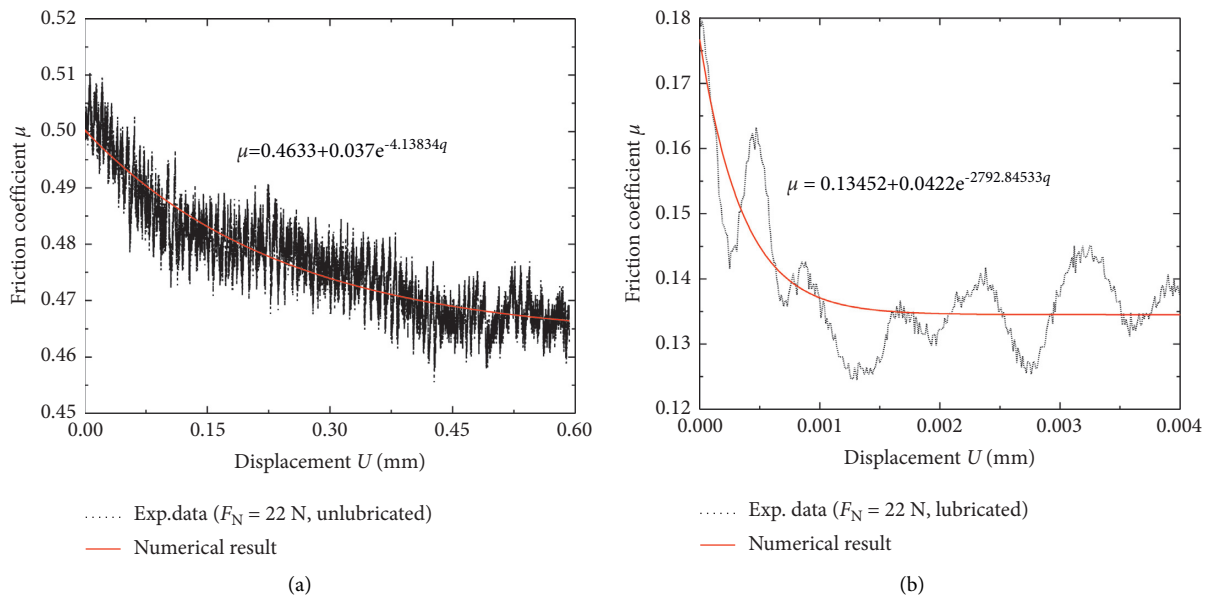 0.52
0.51
0.50
0.49
0.48
0.47
0.46
0.45
Friction coefficient μ
μ=0.4633+0.037e^-4.13834q
0.00 0.15 0.30 0.45 0.60
Displacement U (mm)
Exp.data (F_N = 22 N, unlubricated)
Numerical result
(a)
0.18
0.17
0.16
0.15
0.14
0.13
0.12
Friction coefficient μ
μ = 0.13452+0.0422e^-2792.84533q
0.000 0.001 0.002 0.003 0.004
Displacement U (mm)
Exp. data (F_N = 22 N, lubricated)
Numerical result
(b)